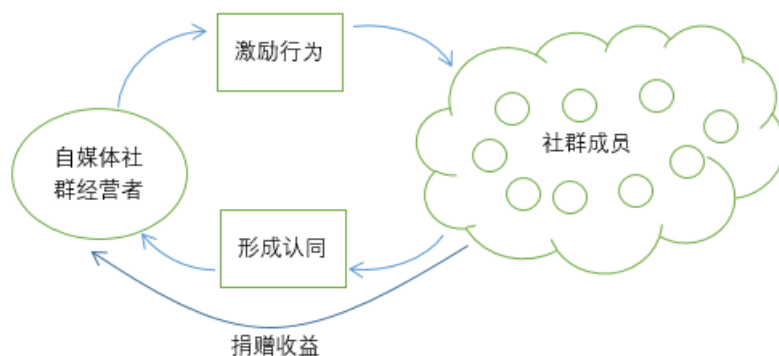 激励行为
自媒体社
群经营者
社群成员
形成认同
捐赠收益